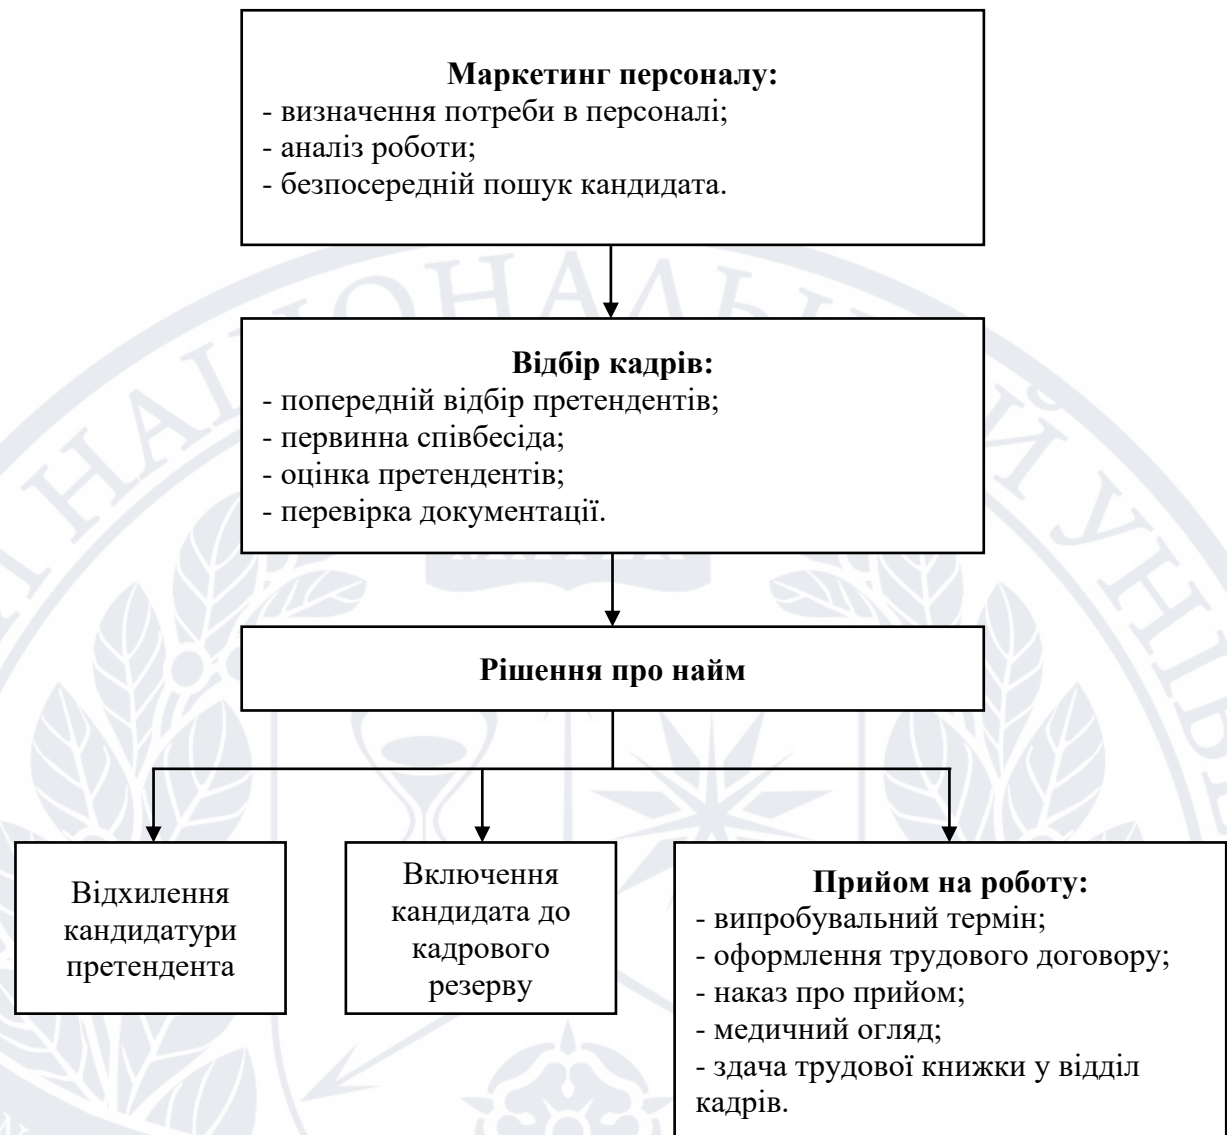 Маркетинг персоналу:
- визначення потреби в персоналі;
- аналіз роботи;
- безпосередній пошук кандидата.
Відбір кадрів:
- попередній відбір претендентів;
- первинна співбесіда;
- оцінка претендентів;
- перевірка документації.
Рішення про найм
Відхилення
кандидатури
претендента
Включення
кандидата до
кадрового
резерву
Прийом на роботу:
- випробувальний термін;
- оформлення трудового договору;
- наказ про прийом;
- медичний огляд;
- здача трудової книжки у відділ
кадрів.